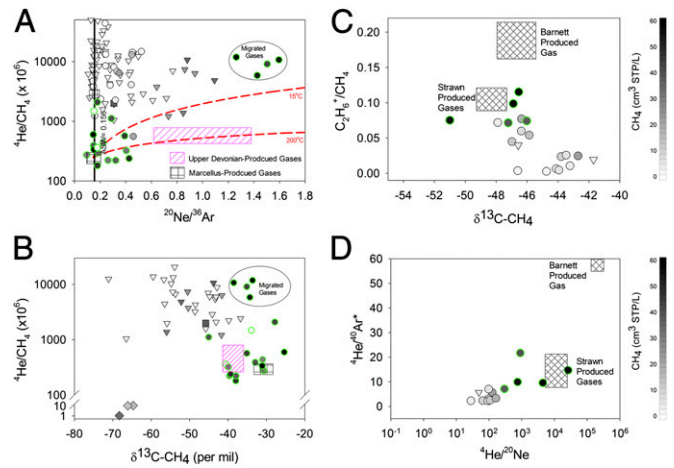 A
10000
1000
100
⁴He/CH₄ (x 10⁶)
Migrated
Gases
15°C
200°C
Upper Devonian-Prodcued Gases
Marcellus-Prodcued Gases
0.0 0.2 0.4 0.6 0.8 1.0 1.2 1.4 1.6 1.8
²⁰Ne/³⁶Ar
B
10000
1000
100
10
1
⁴He/CH₄ (x10⁶)
Migrated
Gases
-80 -70 -60 -50 -40 -30 -20
δ¹³C-CH₄ (per mil)
C
0.20
0.15
0.10
0.05
0.00
C₂H₆⁺/CH₄
Barnett
Produced
Gas
Strawn
Produced
Gases
-54 -52 -50 -48 -46 -44 -42 -40
δ¹³C-CH₄
60
50
40
30
20
10
0
CH₄ (cm³ STP/L)
D
60
50
40
30
20
10
0
⁴He/⁴⁰Ar*
Barnett
Produced
Gas
Strawn
Produced
Gases
10⁻¹ 10⁰ 10¹ 10² 10³ 10⁴ 10⁵ 10⁶
⁴He/²⁰Ne
60
50
40
30
20
10
0
CH₄ (cm³ STP/L)